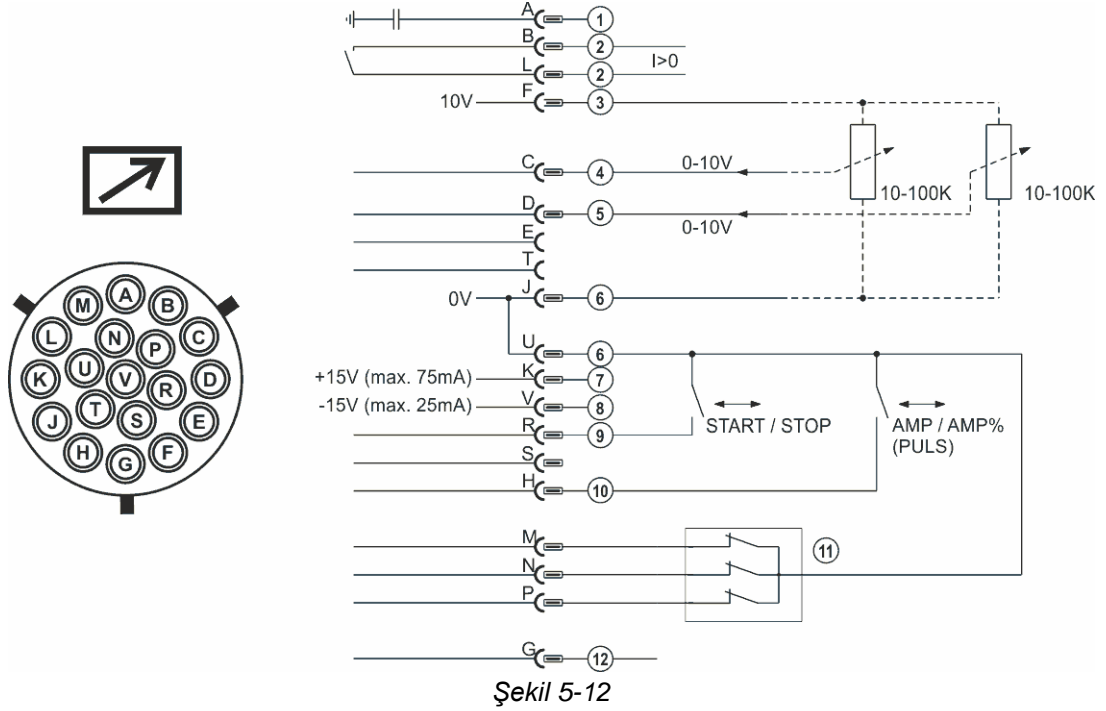 A 1
B 2
L 2 I>0
F 3
10V
C 4 0-10V 10-100K 10-100K
D 5 0-10V
E
T
0V J 6
U 6
+15V (max. 75mA) K 7
-15V (max. 25mA) V 8
R 9 START / STOP AMP / AMP%
(PULS)
S
H 10
M 11
N
P
G 12
A
M B
L N P C
K U V R D
J T S E
H G F
Şekil 5-12